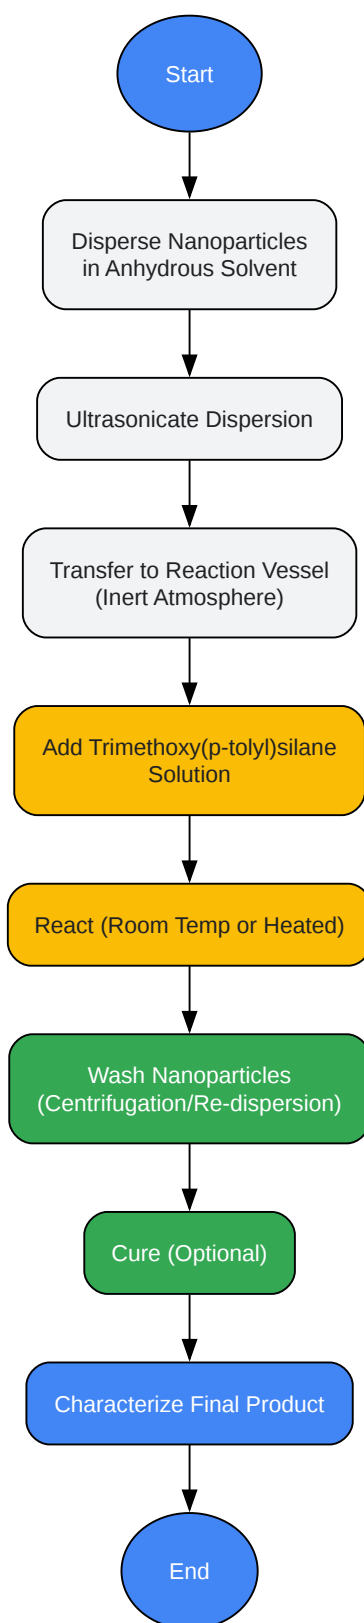 Start
Disperse Nanoparticles
in Anhydrous Solvent
Ultrasonicate Dispersion
Transfer to Reaction Vessel
(Inert Atmosphere)
Add Trimethoxy(p-tolyl)silane
Solution
React (Room Temp or Heated)
Wash Nanoparticles
(Centrifugation/Re-dispersion)
Cure (Optional)
Characterize Final Product
End